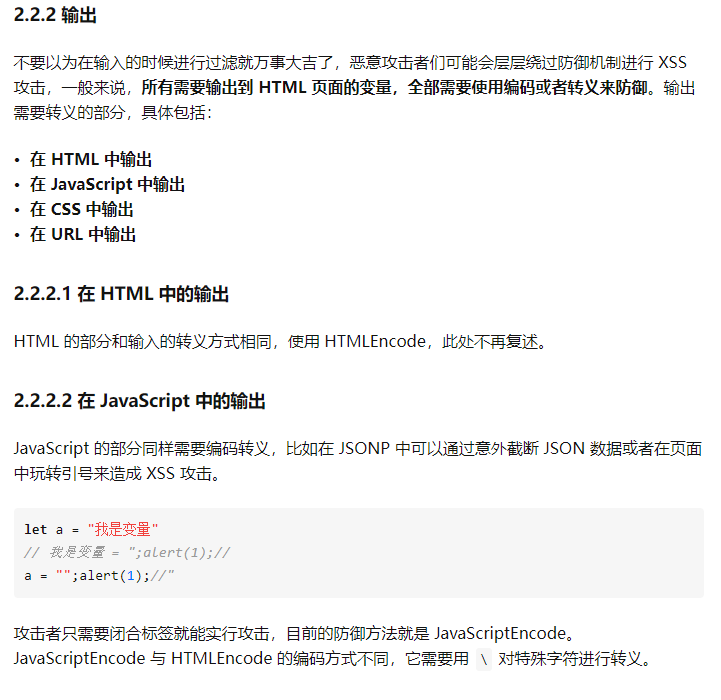 2.2.2 输出
不要以为在输入的时候进行过滤就万事大吉了，恶意攻击者们可能会层层绕过防御机制进行 XSS
攻击，一般来说，所有需要输出到 HTML 页面的变量，全部需要使用编码或者转义来防御。输出
需要转义的部分，具体包括：
• 在 HTML 中输出
• 在 JavaScript 中输出
• 在 CSS 中输出
• 在 URL 中输出
2.2.2.1 在 HTML 中的输出
HTML 的部分和输入的转义方式相同，使用 HTMLEncode，此处不再复述。
2.2.2.2 在 JavaScript 中的输出
JavaScript 的部分同样需要编码转义，比如在 JSONP 中可以通过意外截断 JSON 数据或者在页面
中玩转引号来造成 XSS 攻击。
let a = "我是变量"
// 我是变量 = ";alert(1);//
a = "";alert(1);//"
攻击者只需要闭合标签就能实行攻击，目前的防御方法就是 JavaScriptEncode。
JavaScriptEncode 与 HTMLEncode 的编码方式不同，它需要用 \ 对特殊字符进行转义。